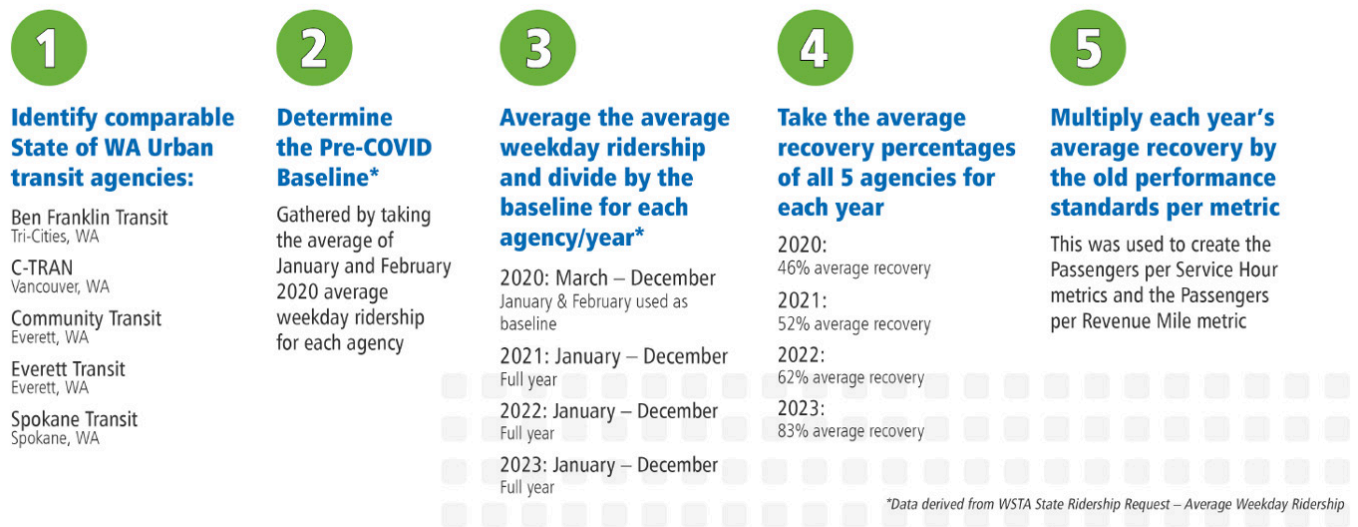 1
Identify comparable
State of WA Urban
transit agencies:
Ben Franklin Transit
Tri-Cities, WA
C-TRAN
Vancouver, WA
Community Transit
Everett, WA
Everett Transit
Everett, WA
Spokane Transit
Spokane, WA
2
Determine
the Pre-COVID
Baseline*
Gathered by taking
the average of
January and February
2020 average
weekday ridership
for each agency
3
Average the average
weekday ridership
and divide by the
baseline for each
agency/year*
2020: March – December
January & February used as
baseline
2021: January – December
Full year
2022: January – December
Full year
2023: January – December
Full year
4
Take the average
recovery percentages
of all 5 agencies for
each year
2020:
46% average recovery
2021:
52% average recovery
2022:
62% average recovery
2023:
83% average recovery
5
Multiply each year’s
average recovery by
the old performance
standards per metric
This was used to create the
Passengers per Service Hour
metrics and the Passengers
per Revenue Mile metric
*Data derived from WSTA State Ridership Request – Average Weekday Ridership